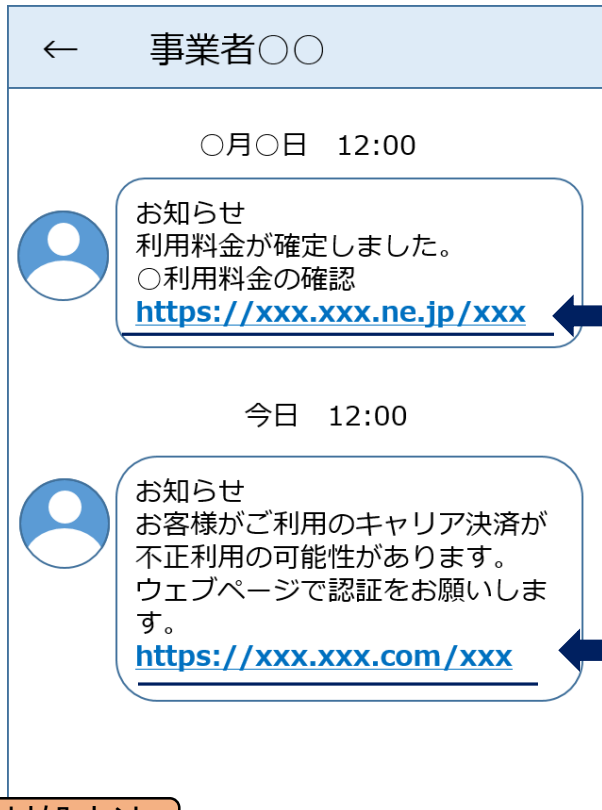 ← 事業者○○
○月○日 12:00
お知らせ
利用料金が確定しました。
○利用料金の確認
https://xxx.xxx.ne.jp/xxx
今日 12:00
お知らせ
お客様がご利用のキャリア決済が
不正利用の可能性があります。
ウェブページで認証をお願いしま
す。
https://xxx.xxx.com/xxx